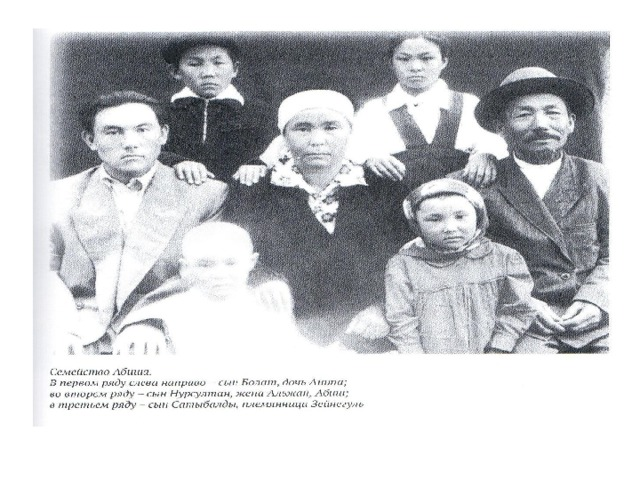 Семейство Абиша.
В первом ряду слева направо – сын Болат, дочь Анипа;
во втором ряду – сын Нурсултан, жена Альжан, Абиш;
в третьем ряду – сын Сатыбалды, племянница Зейнегуль